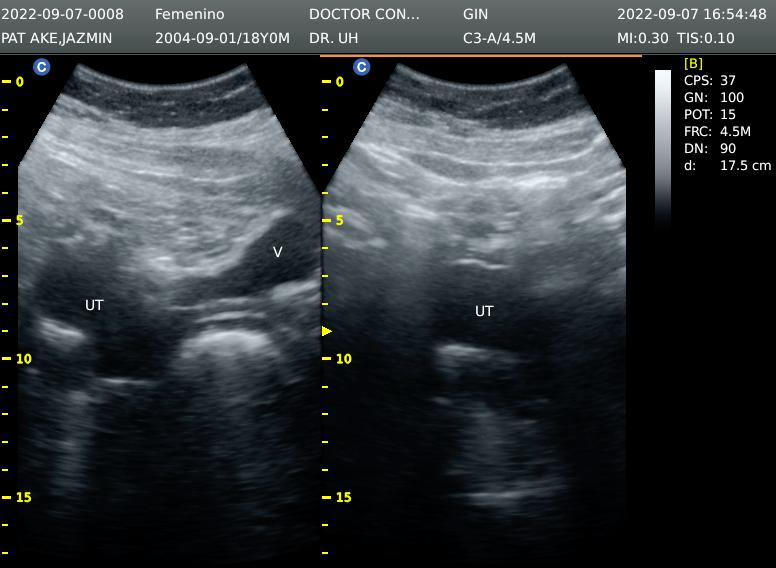 2022-09-07-0008 Femenino DOCTOR CON... GIN 2022-09-07 16:54:48
PAT AKE,JAZMIN 2004-09-01/18Y0M DR. UH C3-A/4.5M MI:0.30 TIS:0.10
C C
[B]
0 0
CPS: 37
GN: 100
POT: 15
FRC: 4.5M
DN: 90
d: 17.5 cm
5 5
V
UT UT
10 10
15 15